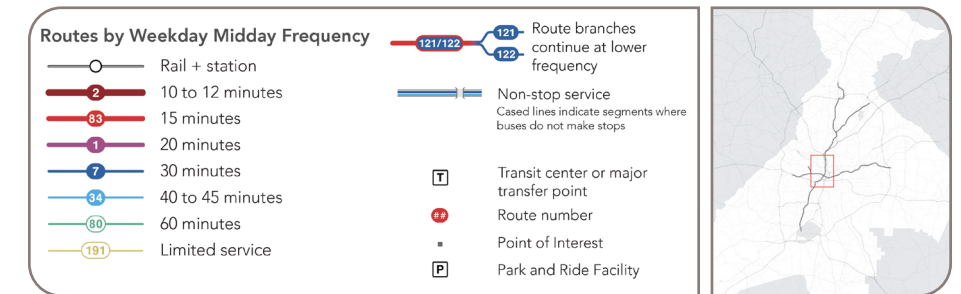 Routes by Weekday Midday Frequency
Rail + station
2 10 to 12 minutes
83 15 minutes
1 20 minutes
7 30 minutes
34 40 to 45 minutes
80 60 minutes
191 Limited service
121/122 121 122 Route branches
continue at lower
frequency
Non-stop service
Cased lines indicate segments where
buses do not make stops
T Transit center or major
transfer point
## Route number
Point of Interest
P Park and Ride Facility